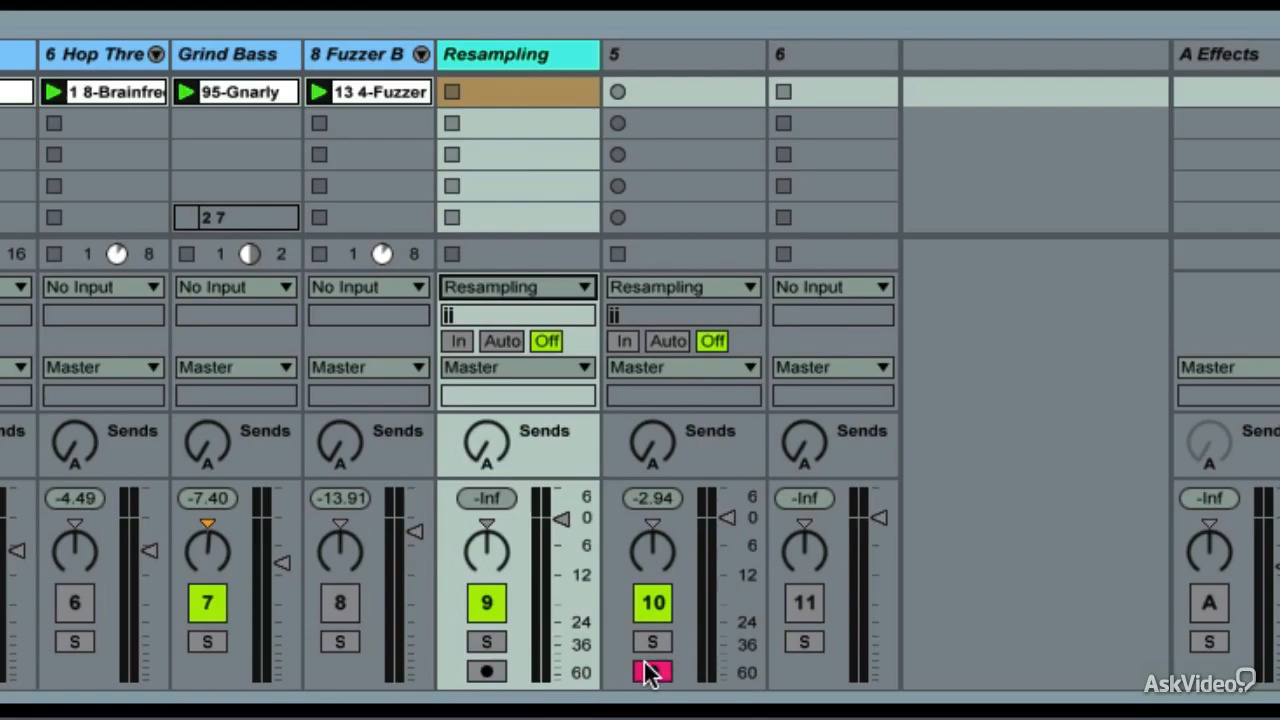 6 Hop Thre Grind Bass 8 Fuzzer B Resampling 5 6 A Effects
1 8-Brainfree 95-Gnarly 13 4-Fuzzer
2 7
16 1 8 1 2 1 8
No Input No Input No Input Resampling Resampling No Input
ii ii
In Auto Off In Auto Off
Master Master Master Master Master Master Master
nds Sends Sends Sends Sends Sends Sends Send
A A A A A A A
-4.49 -7.40 -13.91 -Inf 6 -2.94 6 -Inf -Inf
0 0
6 6
12 12
6 7 8 9 10 11 A
24 24
S S S S 36 S 36 S S
60 60
AskVideo